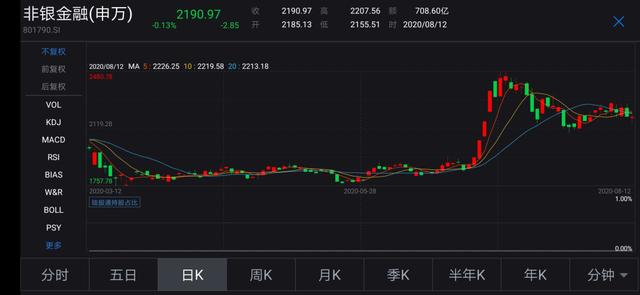 非银金融(申万)
2190.97
收 2190.97 高 2207.56 额 708.60亿
801790.SI
-0.13% -2.85
开 2185.13 低 2155.51 2020/08/12
不复权
前复权
后复权
VOL
KDJ
MACD
RSI
BIAS
W&R
BOLL
PSY
更多
2020/08/12 MA 5 : 2226.25 10 : 2219.58 20 : 2213.18
2480.78
2119.28
1757.78
2020-03-12 2020-05-28 2020-08-12
陆股通持股占比
1.00%
0.00%
分时 五日 日K 周K 月K 季K 半年K 年K 分钟